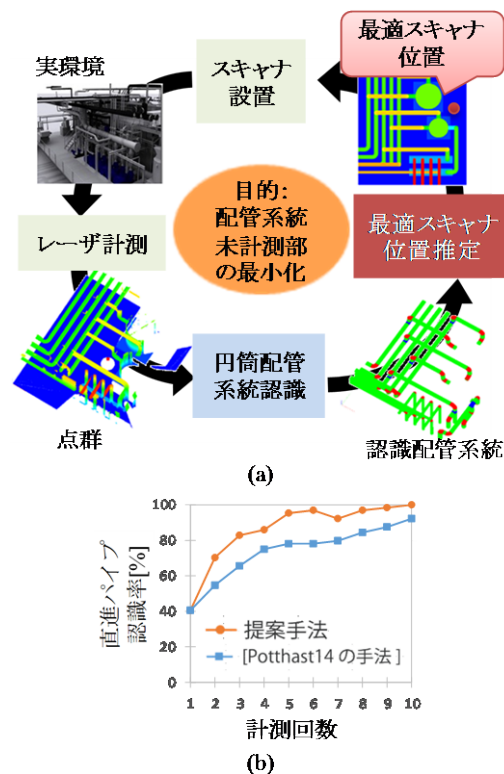 最適スキャナ
位置
スキャナ
設置
実環境
目的:
配管系統
未計測部
の最小化
レーザ計測
最適スキャナ
位置推定
円筒配管
系統認識
点群
認識配管系統
(a)
直進パイプ
認識率[%]
100
80
60
40
20
0
提案手法
[Potthast14 の手法 ]
1 2 3 4 5 6 7 8 9 10
計測回数
(b)